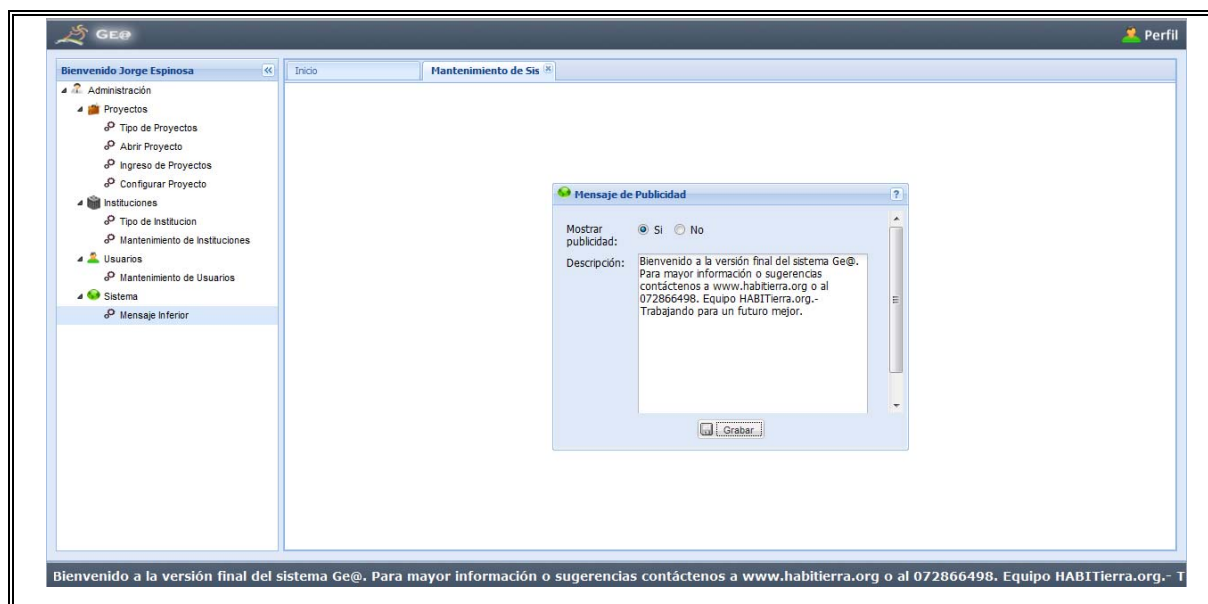 GE@
Perfil
Bienvenido Jorge Espinosa
Inicio
Mantenimiento de Sis
Administración
Proyectos
Tipo de Proyectos
Abrir Proyecto
Ingreso de Proyectos
Configurar Proyecto
Instituciones
Tipo de Institucion
Mantenimiento de Instituciones
Usuarios
Mantenimiento de Usuarios
Sistema
Mensaje Inferior
Mensaje de Publicidad
?
Mostrar
publicidad:
Si
No
Descripción:
Bienvenido a la versión final del sistema Ge@.
Para mayor información o sugerencias
contáctenos a www.habitierra.org o al
072866498. Equipo HABITierra.org.-
Trabajando para un futuro mejor.
Grabar
Bienvenido a la versión final del sistema Ge@. Para mayor información o sugerencias contáctenos a www.habitierra.org o al 072866498. Equipo HABITierra.org.- T